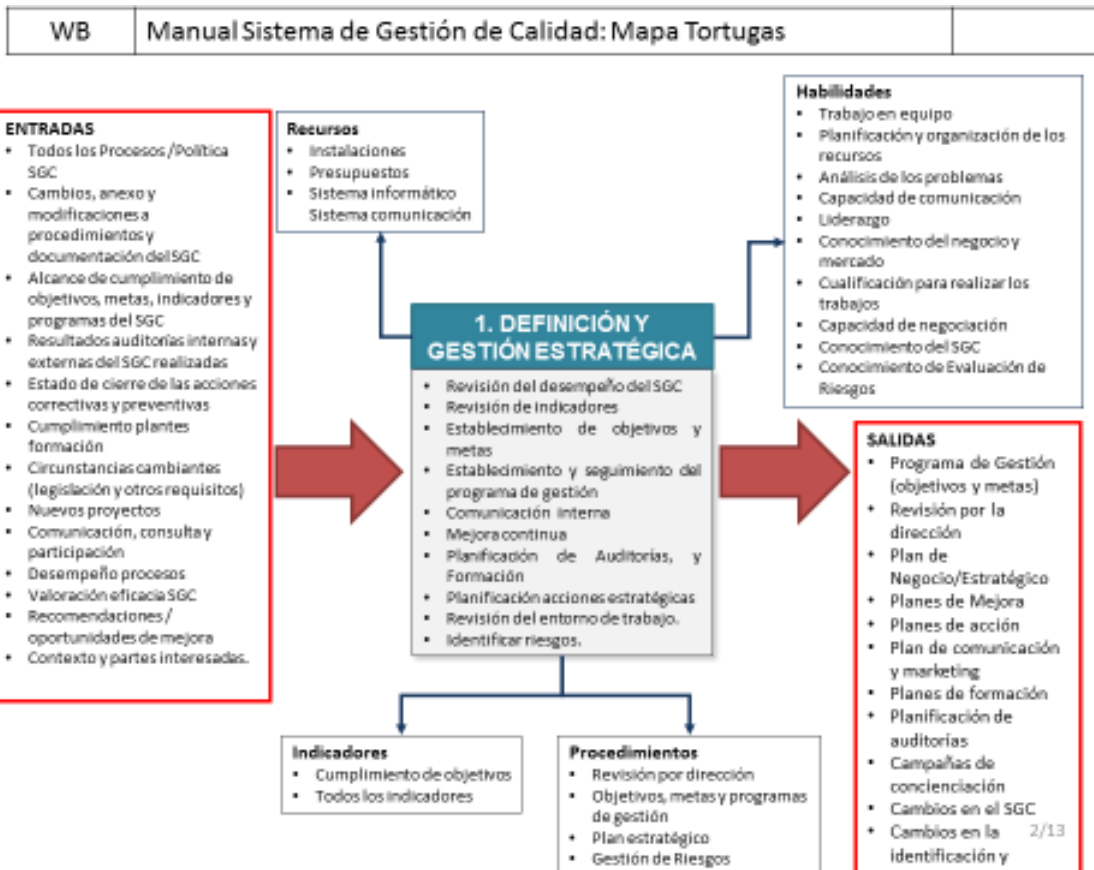 WB
Manual Sistema de Gestión de Calidad: Mapa Tortugas
ENTRADAS
• Todos los Procesos/Política
SGC
• Cambios, anexo y
modificaciones a
procedimientos y
documentación del SGC
• Alcance de cumplimiento de
objetivos, metas, indicadores y
programas del SGC
• Resultados auditorías internas y
externas del SGC realizadas
• Estado de cierre de las acciones
correctivas y preventivas
• Cumplimiento plantes
formación
• Circunstancias cambiantes
(legislación y otros requisitos)
• Nuevos proyectos
• Comunicación, consulta y
participación
• Desempeño procesos
• Valoración eficacia SGC
• Recomendaciones/
oportunidades de mejora
• Contexto y partes interesadas.
Recursos
• Instalaciones
• Presupuestos
• Sistema informático
Sistema comunicación
Habilidades
• Trabajo en equipo
• Planificación y organización de los
recursos
• Análisis de los problemas
• Capacidad de comunicación
• Liderazgo
• Conocimiento del negocio y
mercado
• Cualificación para realizar los
trabajos
• Capacidad de negociación
• Conocimiento del SGC
• Conocimiento de Evaluación de
Riesgos
1. DEFINICIÓN Y
GESTIÓN ESTRATÉGICA
• Revisión del desempeño del SGC
• Revisión de indicadores
• Establecimiento de objetivos y
metas
• Establecimiento y seguimiento del
programa de gestión
• Comunicación interna
• Mejora continua
• Planificación de Auditorías, y
Formación
• Planificación acciones estratégicas
• Revisión del entorno de trabajo.
• Identificar riesgos.
SALIDAS
• Programa de Gestión
(objetivos y metas)
• Revisión por la
dirección
• Plan de
Negocio/Estratégico
• Planes de Mejora
• Planes de acción
• Plan de comunicación
y marketing
• Planes de formación
• Planificación de
auditorías
• Campañas de
concienciación
• Cambios en el SGC
• Cambios en la
identificación y
Indicadores
• Cumplimiento de objetivos
• Todos los indicadores
Procedimientos
• Revisión por dirección
• Objetivos, metas y programas
de gestión
• Plan estratégico
• Gestión de Riesgos
2/13